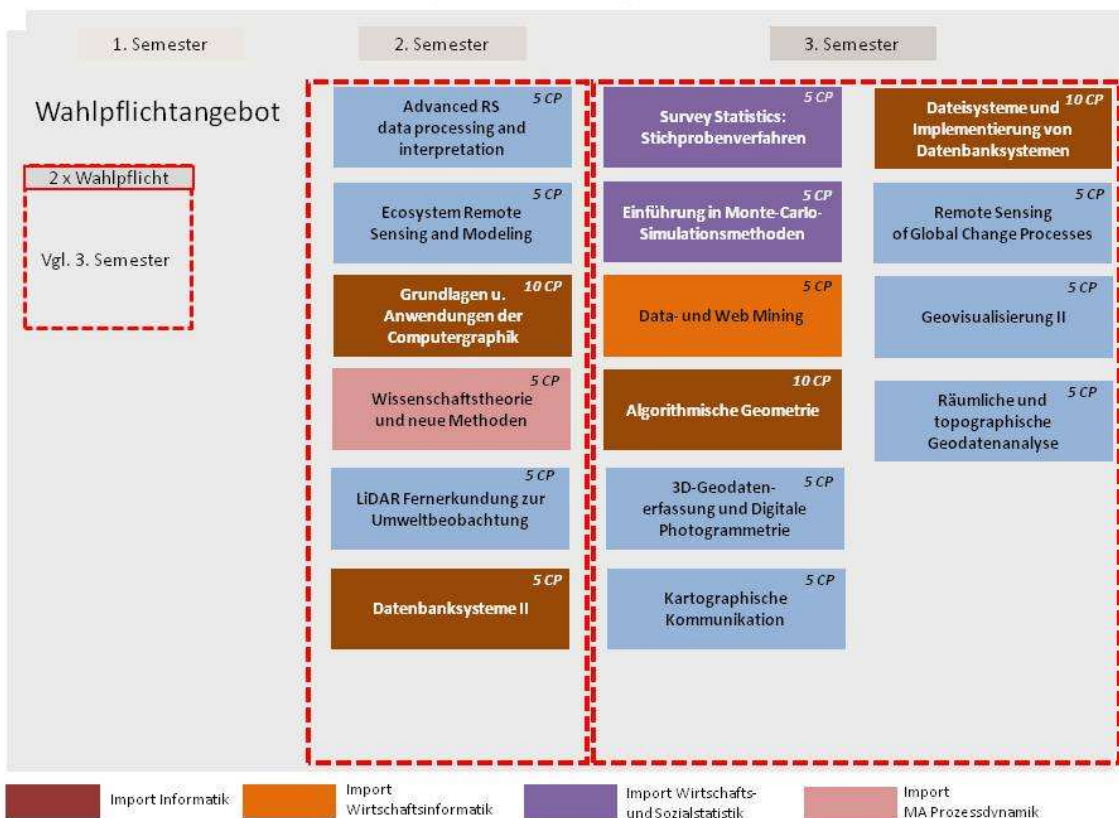 1. Semester
2. Semester
3. Semester
Wahlpflichtangebot
2 x Wahlpflicht
Vgl. 3. Semester
5 CP
Advanced RS
data processing and
interpretation
5 CP
Ecosystem Remote
Sensing and Modeling
10 CP
Grundlagen u.
Anwendungen der
Computergraphik
5 CP
Wissenschaftstheorie
und neue Methoden
5 CP
LiDAR Fernerkundung zur
Umweltbeobachtung
5 CP
Datenbanksysteme II
5 CP
Survey Statistics:
Stichprobenverfahren
5 CP
Einführung in Monte-Carlo-
Simulationsmethoden
5 CP
Data- und Web Mining
10 CP
Algorithmische Geometrie
5 CP
3D-Geodaten-
erfassung und Digitale
Photogrammetrie
5 CP
Kartographische
Kommunikation
10 CP
Dateisysteme und
Implementierung von
Datenbanksystemen
5 CP
Remote Sensing
of Global Change Processes
5 CP
Geovisualisierung II
5 CP
Räumliche und
topographische
Geodatenanalyse
Import Informatik
Import
Wirtschaftsinformatik
Import Wirtschafts-
und Sozialstatistik
Import
MA Prozessdynamik